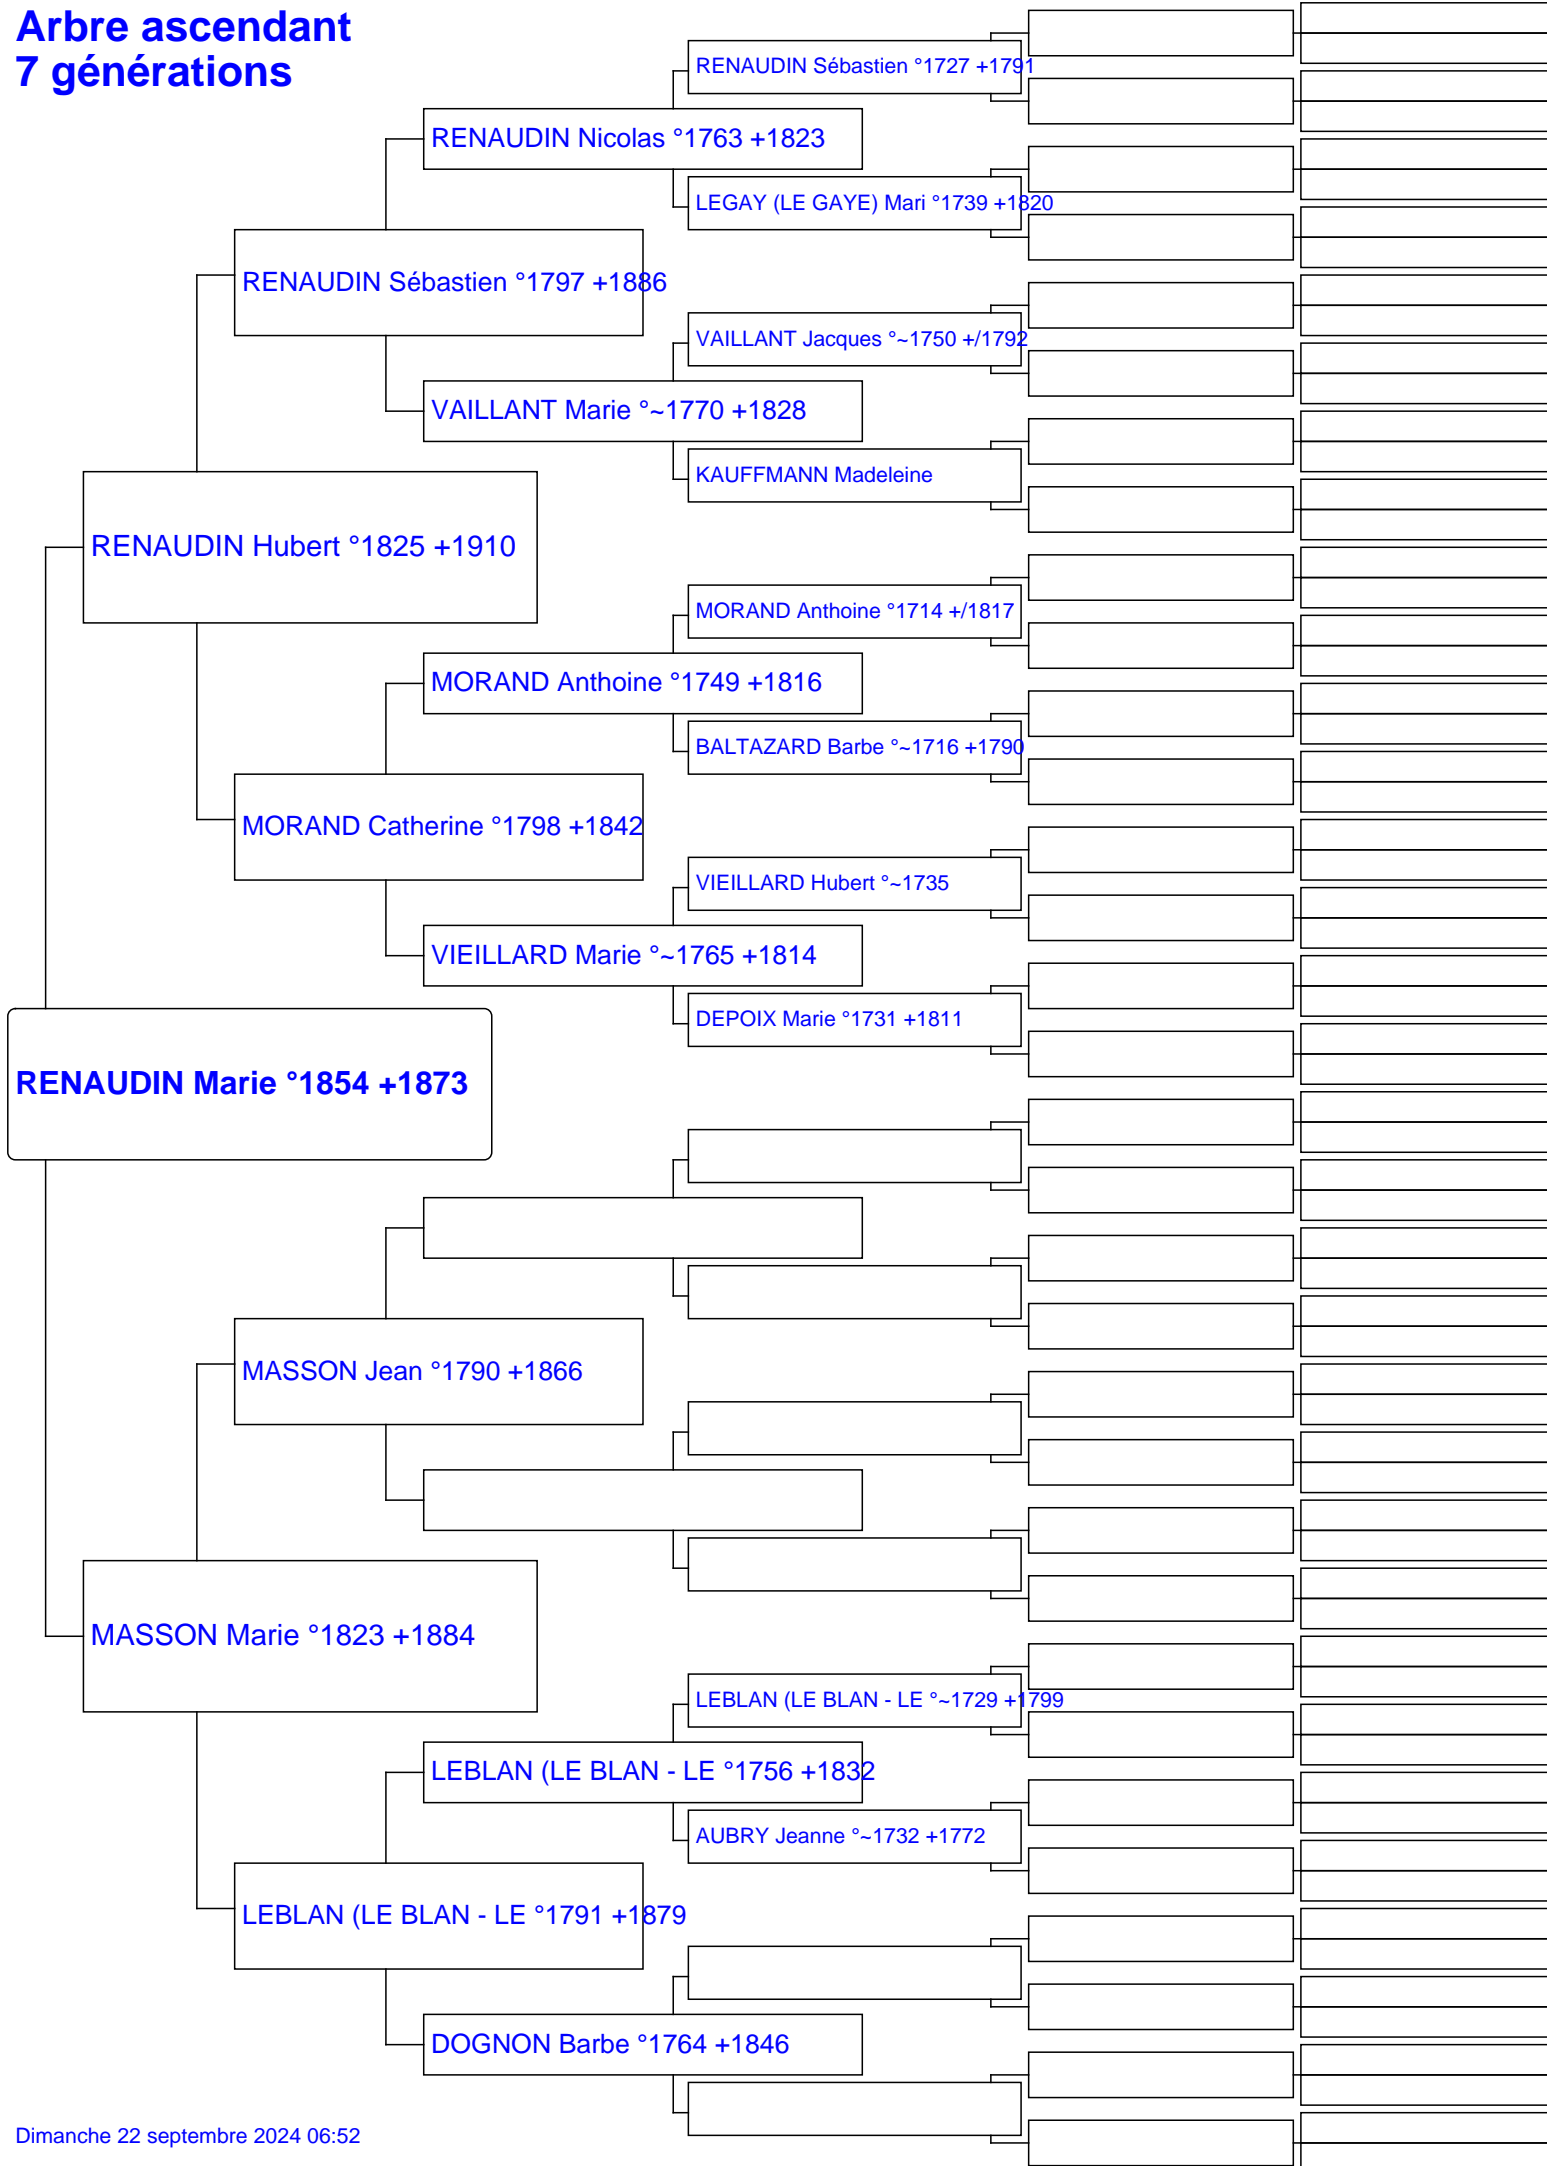 Arbre ascendant
7 générations
RENAUDIN Sébastien °1727 +1791
RENAUDIN Nicolas °1763 +1823
LEGAY (LE GAYE) Mari °1739 +1820
RENAUDIN Sébastien °1797 +1886
VAILLANT Jacques °~1750 +/1792
VAILLANT Marie °~1770 +1828
KAUFFMANN Madeleine
RENAUDIN Hubert °1825 +1910
MORAND Anthoine °1714 +/1817
MORAND Anthoine °1749 +1816
BALTAZARD Barbe °~1716 +1790
MORAND Catherine °1798 +1842
VIEILLARD Hubert °~1735
VIEILLARD Marie °~1765 +1814
DEPOIX Marie °1731 +1811
RENAUDIN Marie °1854 +1873
MASSON Jean °1790 +1866
MASSON Marie °1823 +1884
LEBLAN (LE BLAN - LE °~1729 +1799
LEBLAN (LE BLAN - LE °1756 +1832
AUBRY Jeanne °~1732 +1772
LEBLAN (LE BLAN - LE °1791 +1879
DOGNON Barbe °1764 +1846
Dimanche 22 septembre 2024 06:52